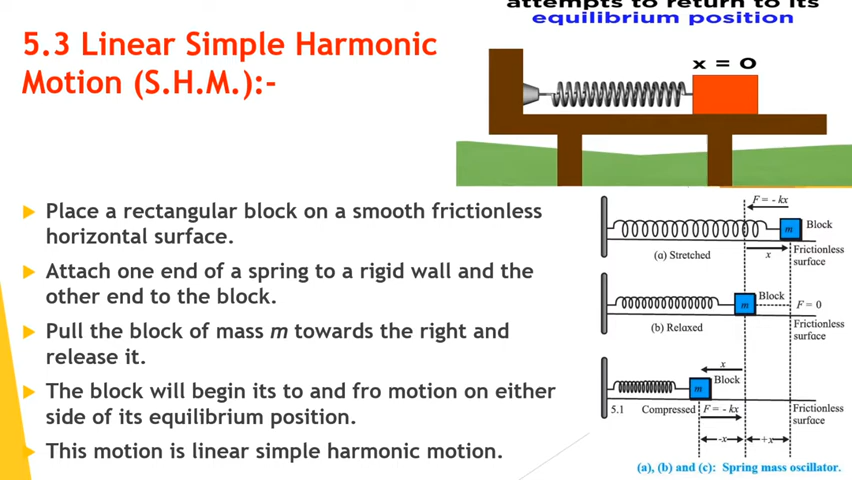 attempts to return to its
equilibrium position
5.3 Linear Simple Harmonic
Motion (S.H.M.):-
x = 0
Place a rectangular block on a smooth frictionless
horizontal surface.
Attach one end of a spring to a rigid wall and the
other end to the block.
Pull the block of mass m towards the right and
release it.
The block will begin its to and fro motion on either
side of its equilibrium position.
This motion is linear simple harmonic motion.
F = - kx
m
Block
Frictionless
surface
x
(a) Stretched
m
Block
F = 0
(b) Relaxed
Frictionless
surface
x
m
Block
5.1
Compressed
F = - kx
Frictionless
surface
-x
+x
(a), (b) and (c): Spring mass oscillator.